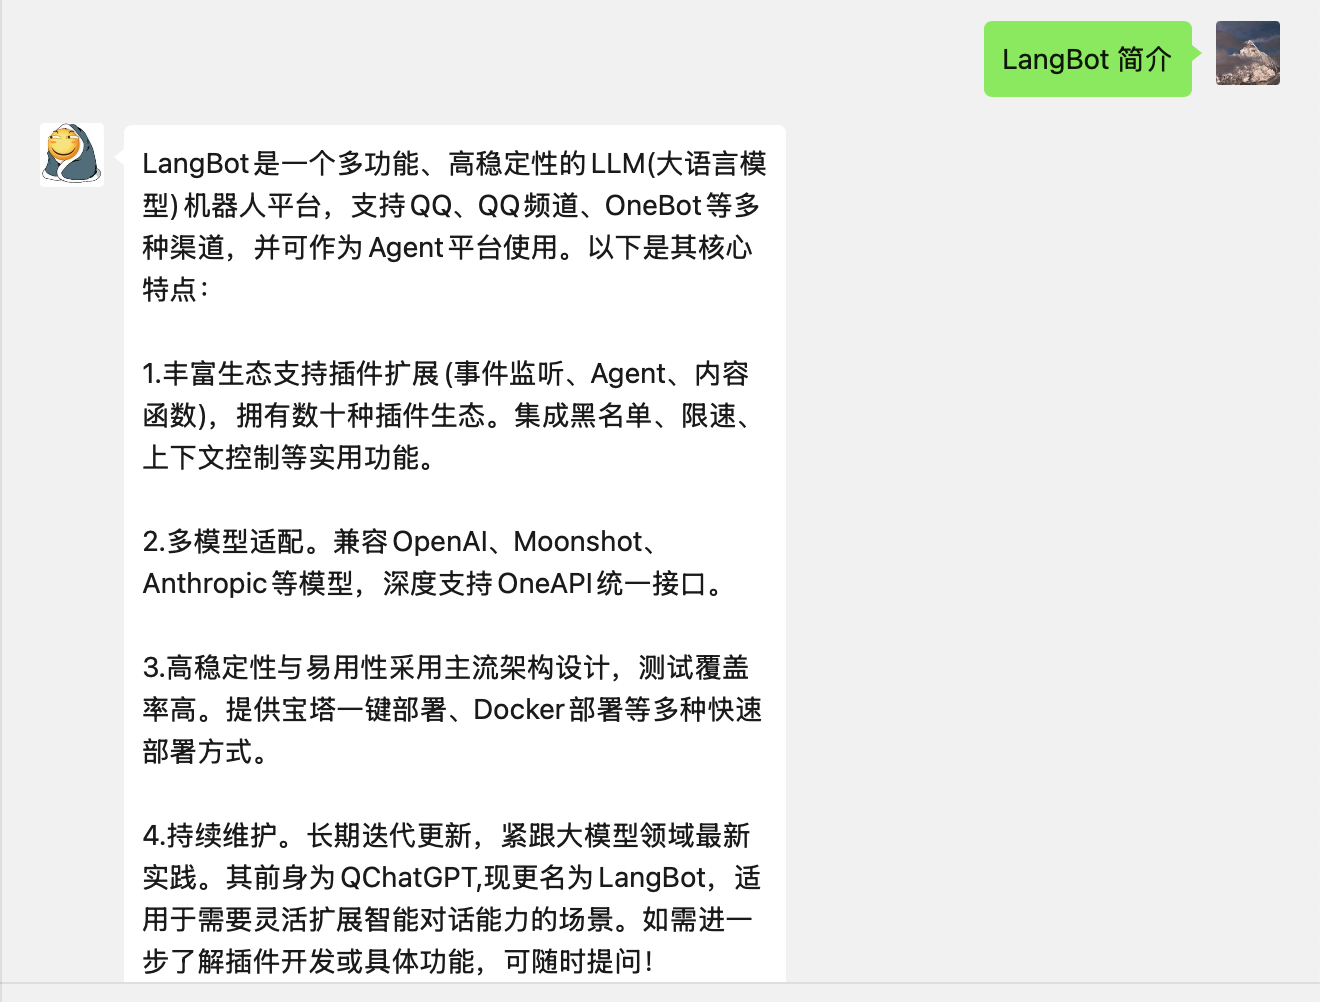 LangBot 简介
LangBot是一个多功能、高稳定性的LLM(大语言模
型)机器人平台，支持QQ、QQ频道、OneBot等多
种渠道，并可作为Agent平台使用。以下是其核心
特点：
1.丰富生态支持插件扩展(事件监听、Agent、内容
函数)，拥有数十种插件生态。集成黑名单、限速、
上下文控制等实用功能。
2.多模型适配。兼容OpenAI、Moonshot、
Anthropic等模型，深度支持OneAPI统一接口。
3.高稳定性与易用性采用主流架构设计，测试覆盖
率高。提供宝塔一键部署、Docker部署等多种快速
部署方式。
4.持续维护。长期迭代更新，紧跟大模型领域最新
实践。其前身为QChatGPT,现更名为LangBot，适
用于需要灵活扩展智能对话能力的场景。如需进一
步了解插件开发或具体功能，可随时提问！